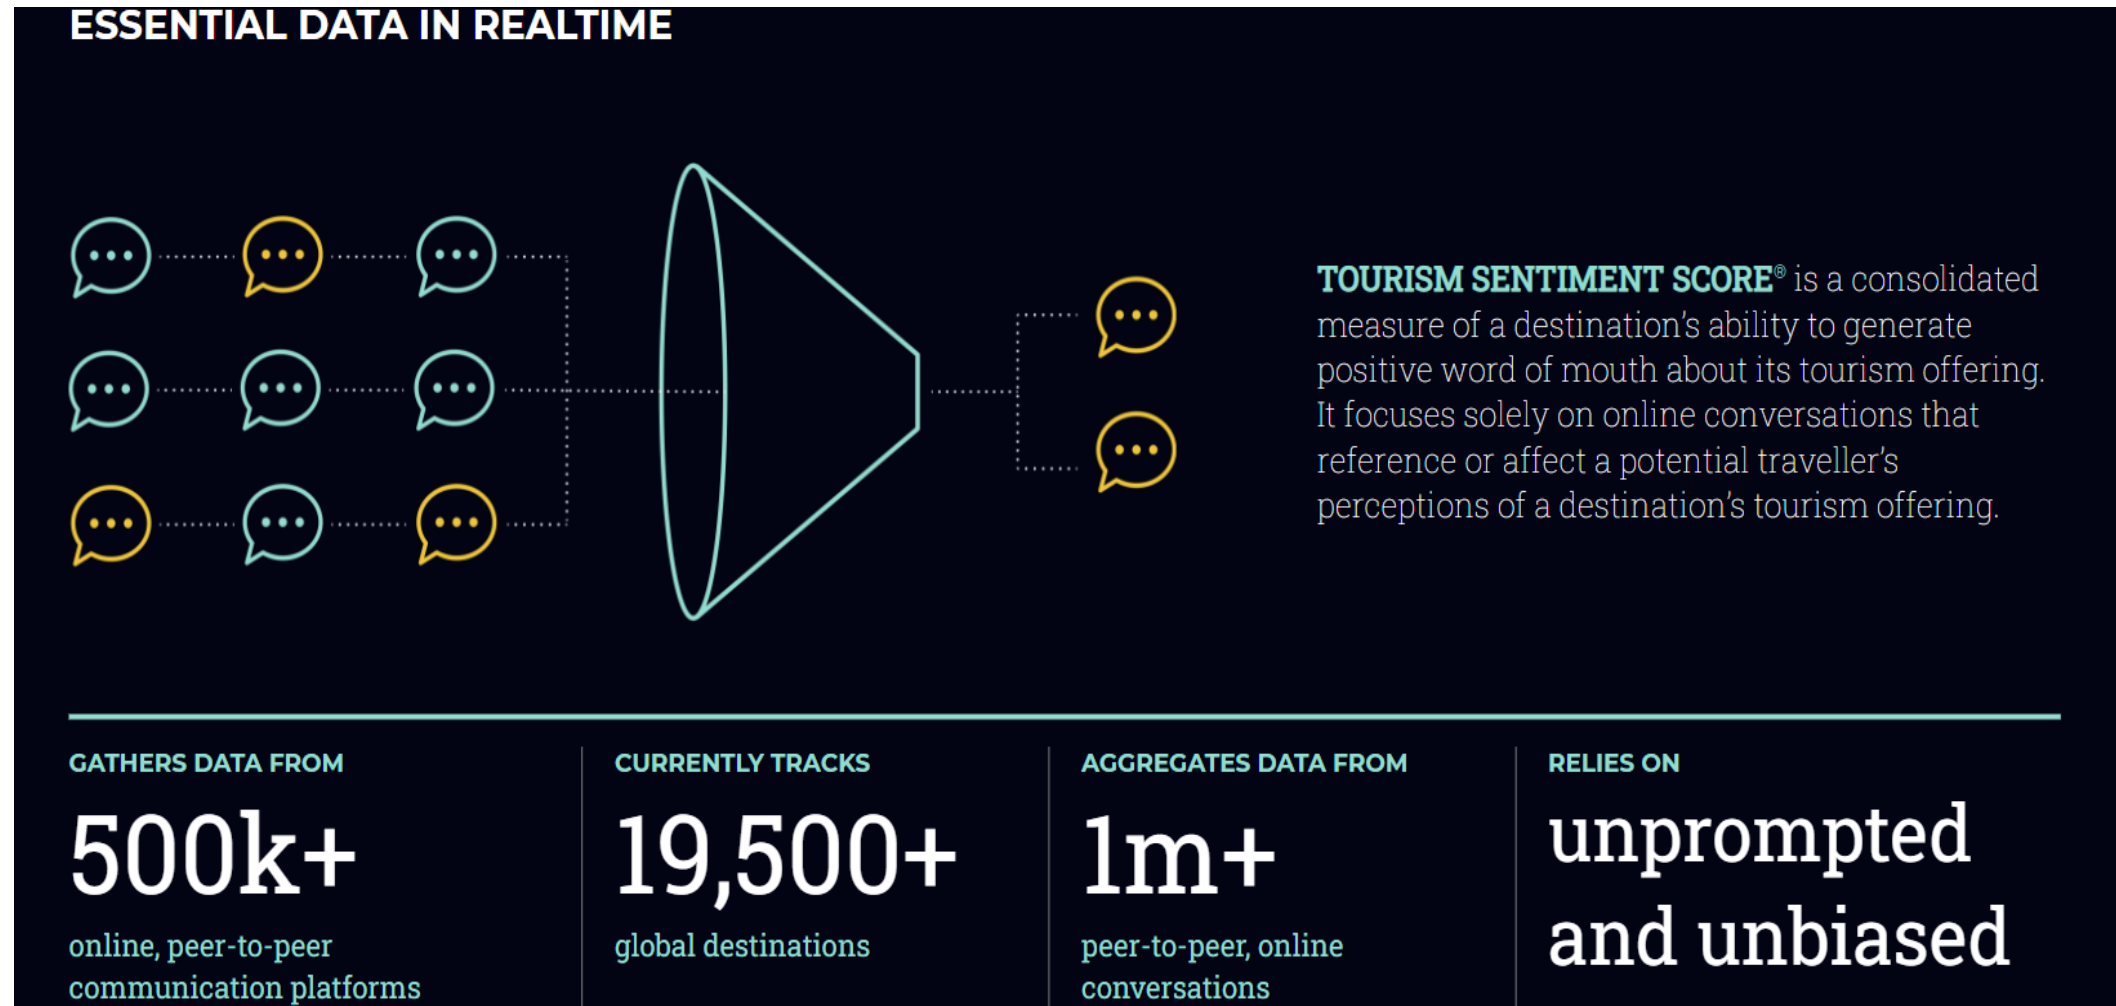 ESSENTIAL DATA IN REALTIME
TOURISM SENTIMENT SCORE® is a consolidated
measure of a destination's ability to generate
positive word of mouth about its tourism offering.
It focuses solely on online conversations that
reference or affect a potential traveller's
perceptions of a destination's tourism offering.
GATHERS DATA FROM
500k+
online, peer-to-peer
communication platforms
CURRENTLY TRACKS
19,500+
global destinations
AGGREGATES DATA FROM
1m+
peer-to-peer, online
conversations
RELIES ON
unprompted
and unbiased